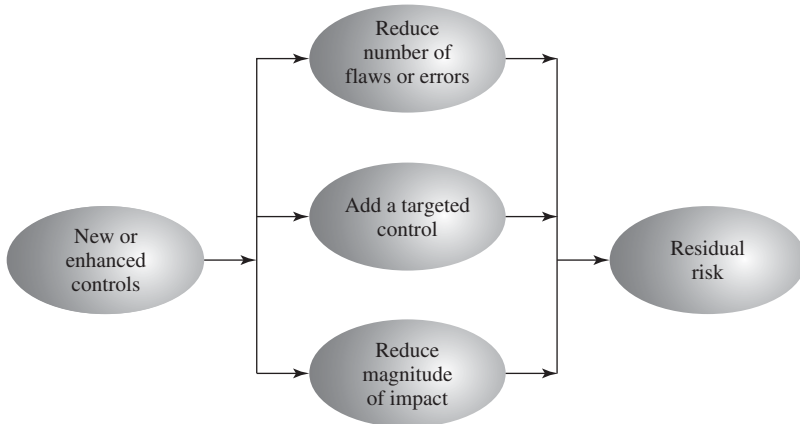 New or
enhanced
controls
Reduce
number of
flaws or errors
Add a targeted
control
Reduce
magnitude
of impact
Residual
risk